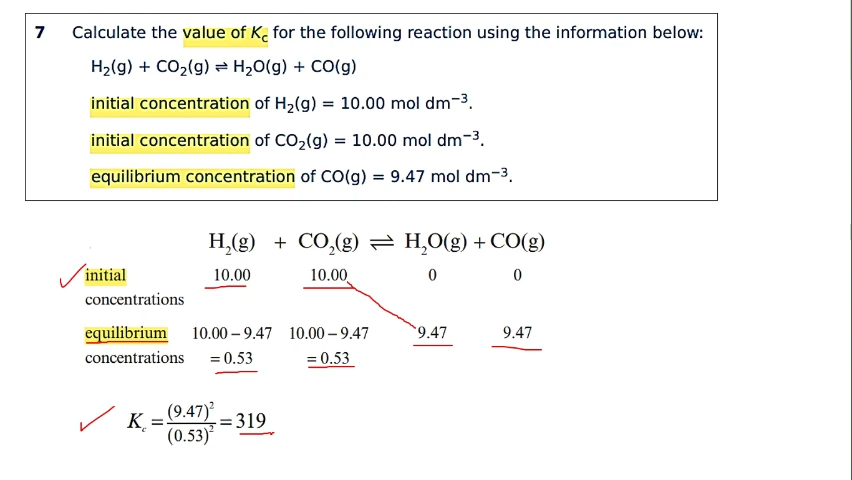 7 Calculate the value of Kc for the following reaction using the information below:
H₂(g) + CO₂(g) ⇌ H₂O(g) + CO(g)
initial concentration of H₂(g) = 10.00 mol dm⁻³.
initial concentration of CO₂(g) = 10.00 mol dm⁻³.
equilibrium concentration of CO(g) = 9.47 mol dm⁻³.
H₂(g) + CO₂(g) ⇌ H₂O(g) + CO(g)
initial 10.00 10.00 0 0
concentrations
equilibrium 10.00 – 9.47 10.00 – 9.47 9.47 9.47
concentrations = 0.53 = 0.53
Kc = (9.47)² / (0.53)² = 319